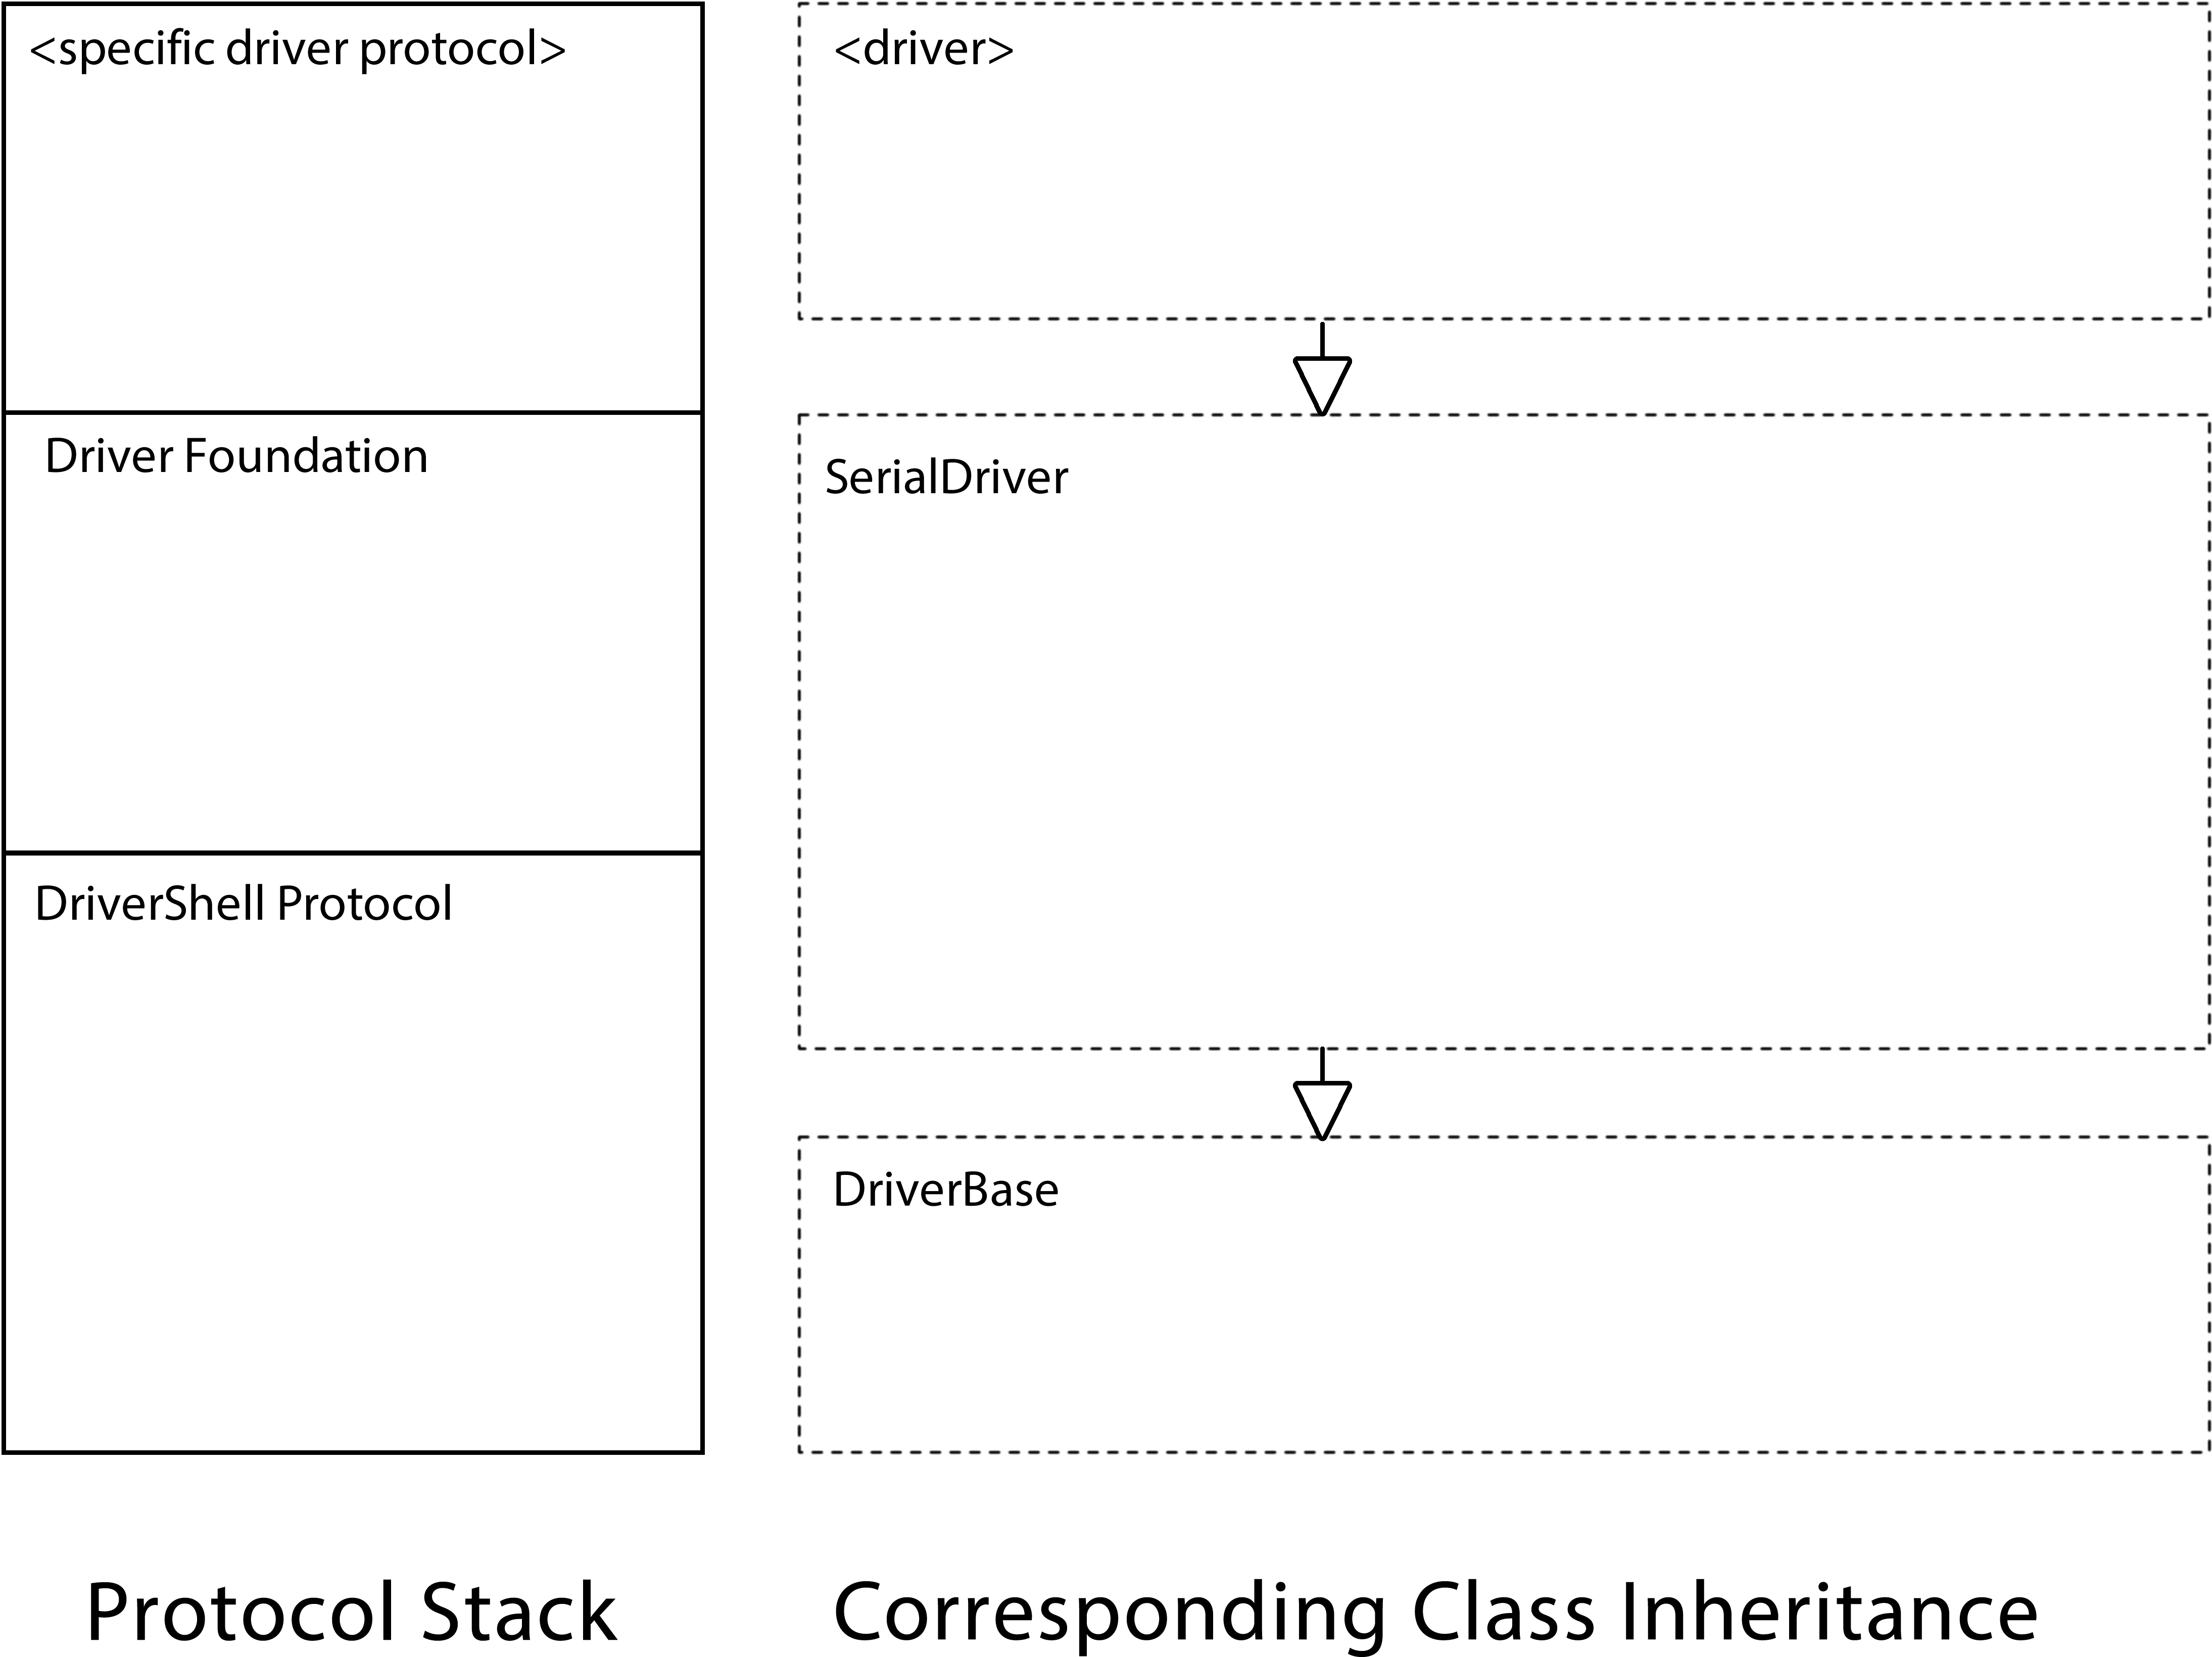 <specific driver protocol>
Driver Foundation
DriverShell Protocol
<driver>
SerialDriver
DriverBase
Protocol Stack
Corresponding Class Inheritance